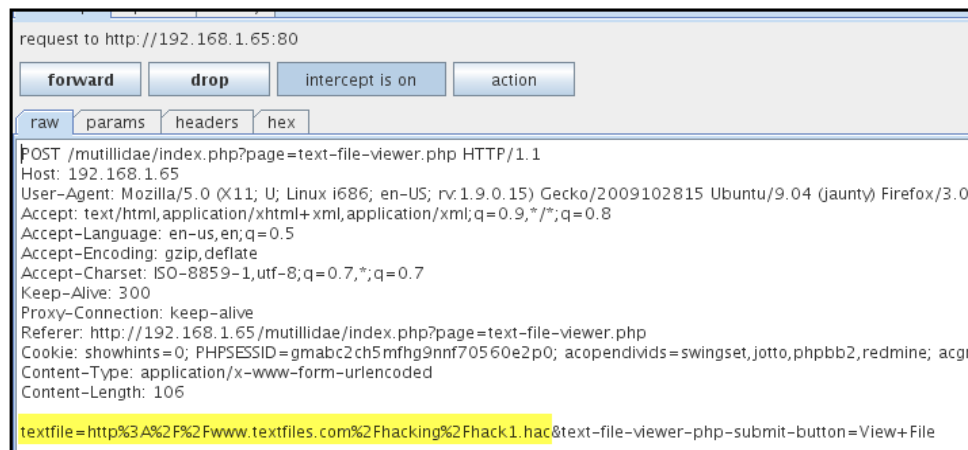 request to http://192.168.1.65:80
forward drop intercept is on action
raw params headers hex
POST /mutillidae/index.php?page=text-file-viewer.php HTTP/1.1
Host: 192.168.1.65
User-Agent: Mozilla/5.0 (X11; U; Linux i686; en-US; rv:1.9.0.15) Gecko/2009102815 Ubuntu/9.04 (jaunty) Firefox/3.0
Accept: text/html,application/xhtml+xml,application/xml;q=0.9,*/*;q=0.8
Accept-Language: en-us,en;q=0.5
Accept-Encoding: gzip,deflate
Accept-Charset: ISO-8859-1,utf-8;q=0.7,*;q=0.7
Keep-Alive: 300
Proxy-Connection: keep-alive
Referer: http://192.168.1.65/mutillidae/index.php?page=text-file-viewer.php
Cookie: showhints=0; PHPSESSID=gmabc2ch5mfhg9nnf70560e2p0; acopendivids=swingset,jotto,phpbb2,redmine; acg
Content-Type: application/x-www-form-urlencoded
Content-Length: 106
textfile=http%3A%2F%2Fwww.textfiles.com%2Fhacking%2Fhack1.hac&text-file-viewer-php-submit-button=View+File